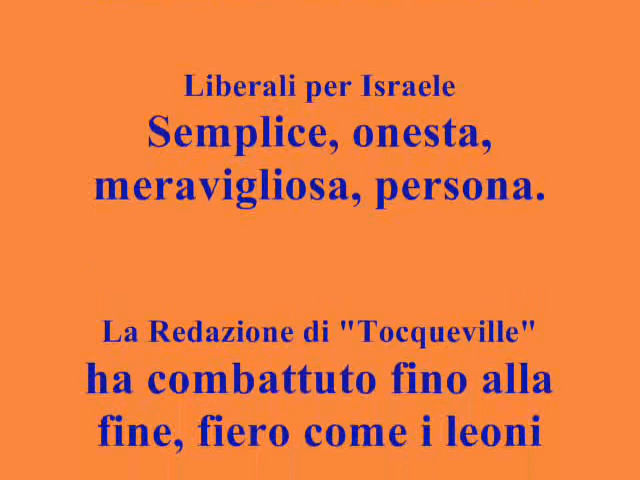 Liberali per Israele
Semplice, onesta,
meravigliosa, persona.
La Redazione di "Tocqueville"
ha combattuto fino alla
fine, fiero come i leoni